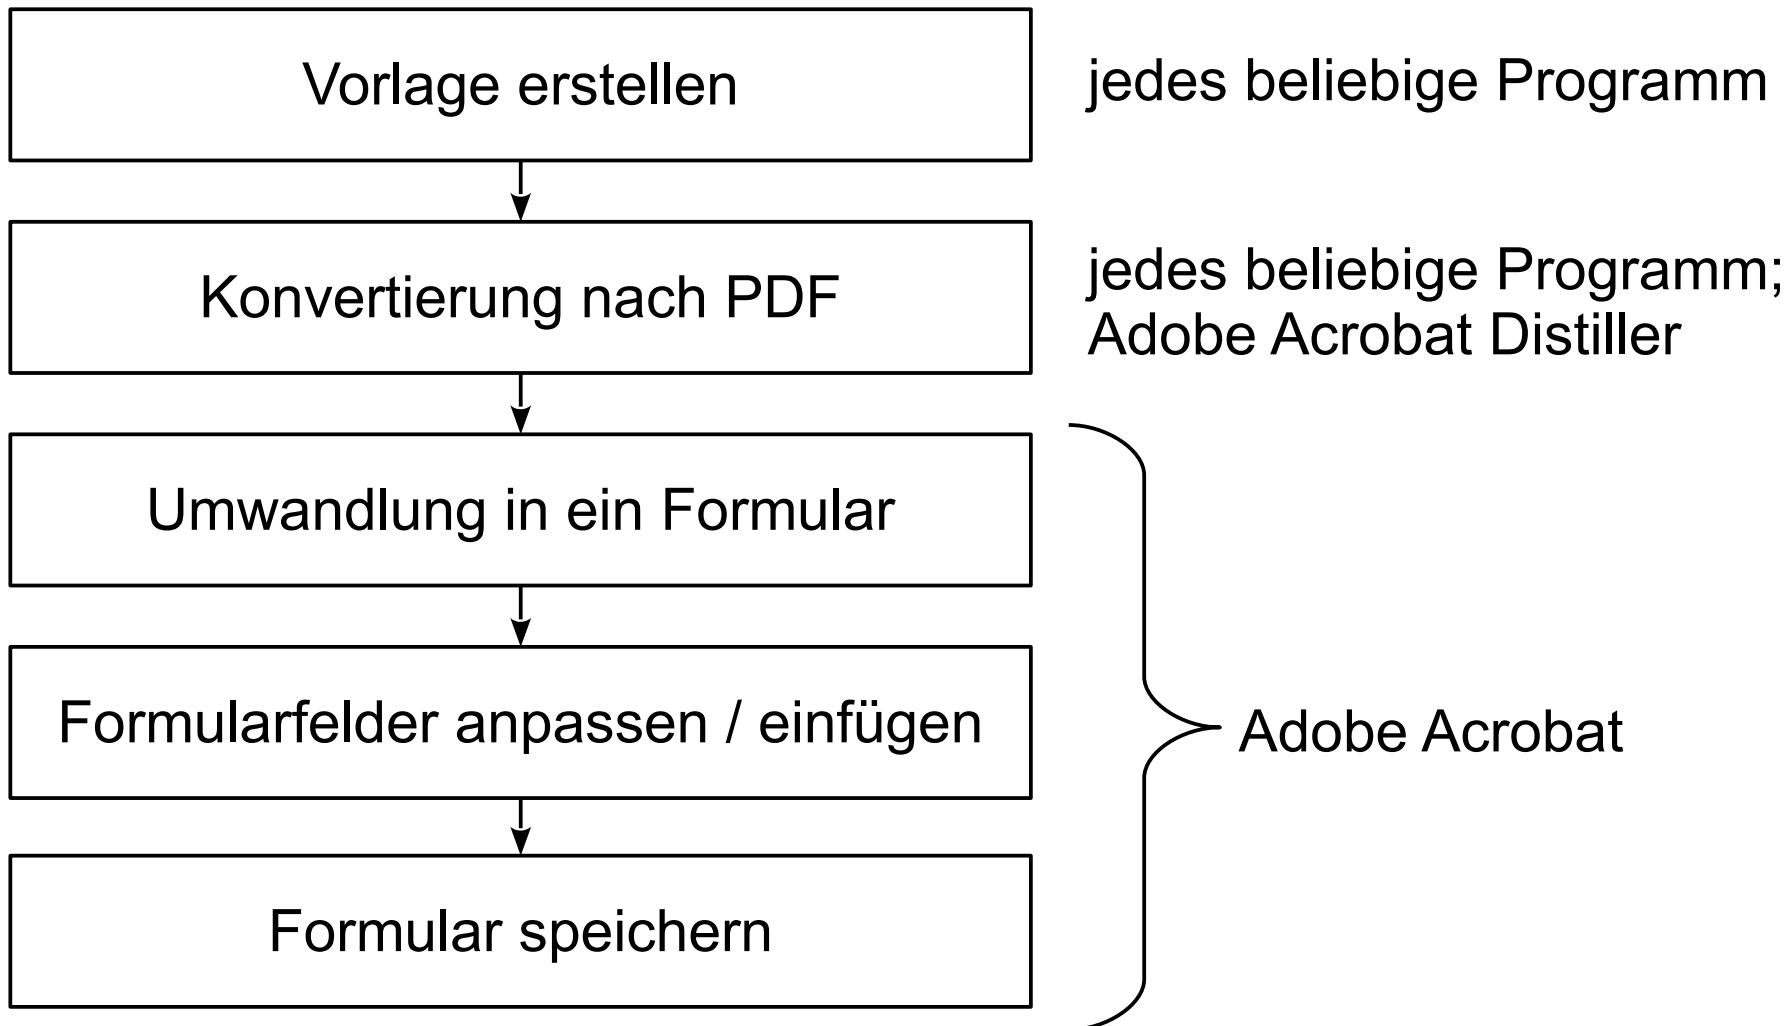 Vorlage erstellen
jedes beliebige Programm
Konvertierung nach PDF
jedes beliebige Programm;
Adobe Acrobat Distiller
Umwandlung in ein Formular
Formularfelder anpassen / einfügen
Adobe Acrobat
Formular speichern